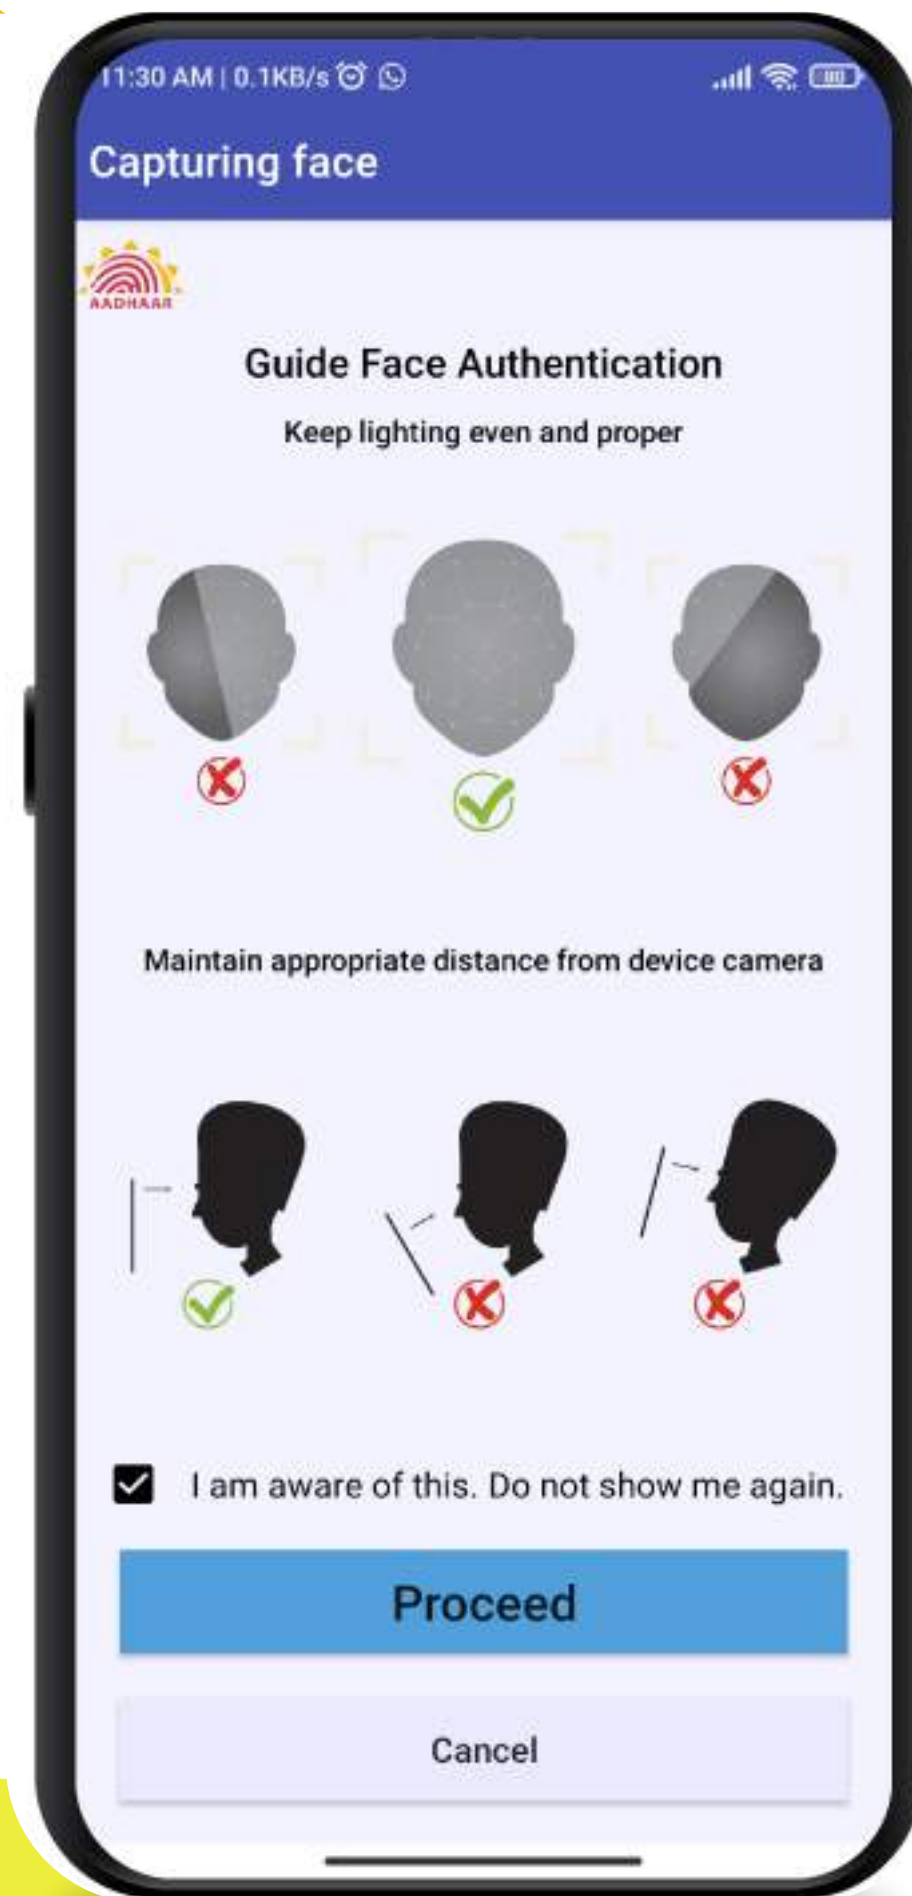 11:30 AM | 0.1KB/s
Capturing face
AADHAAR
Guide Face Authentication
Keep lighting even and proper
Maintain appropriate distance from device camera
I am aware of this. Do not show me again.
Proceed
Cancel